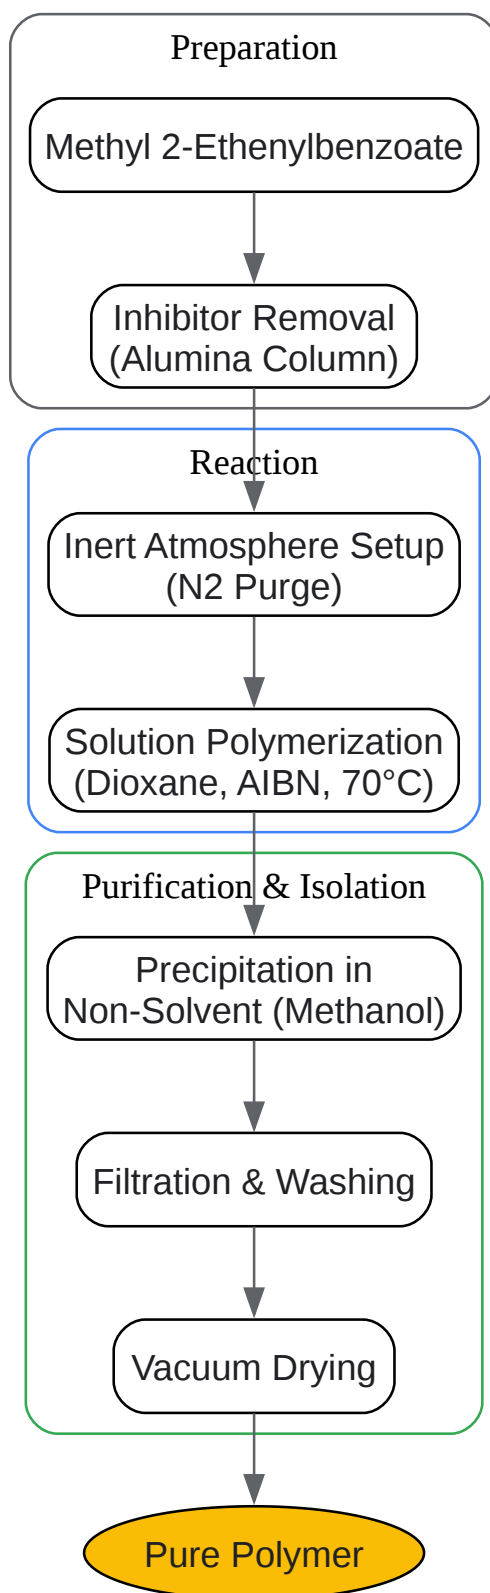 Preparation
Methyl 2-Ethenylbenzoate
Inhibitor Removal
(Alumina Column)
Reaction
Inert Atmosphere Setup
(N2 Purge)
Solution Polymerization
(Dioxane, AIBN, 70°C)
Purification & Isolation
Precipitation in
Non-Solvent (Methanol)
Filtration & Washing
Vacuum Drying
Pure Polymer